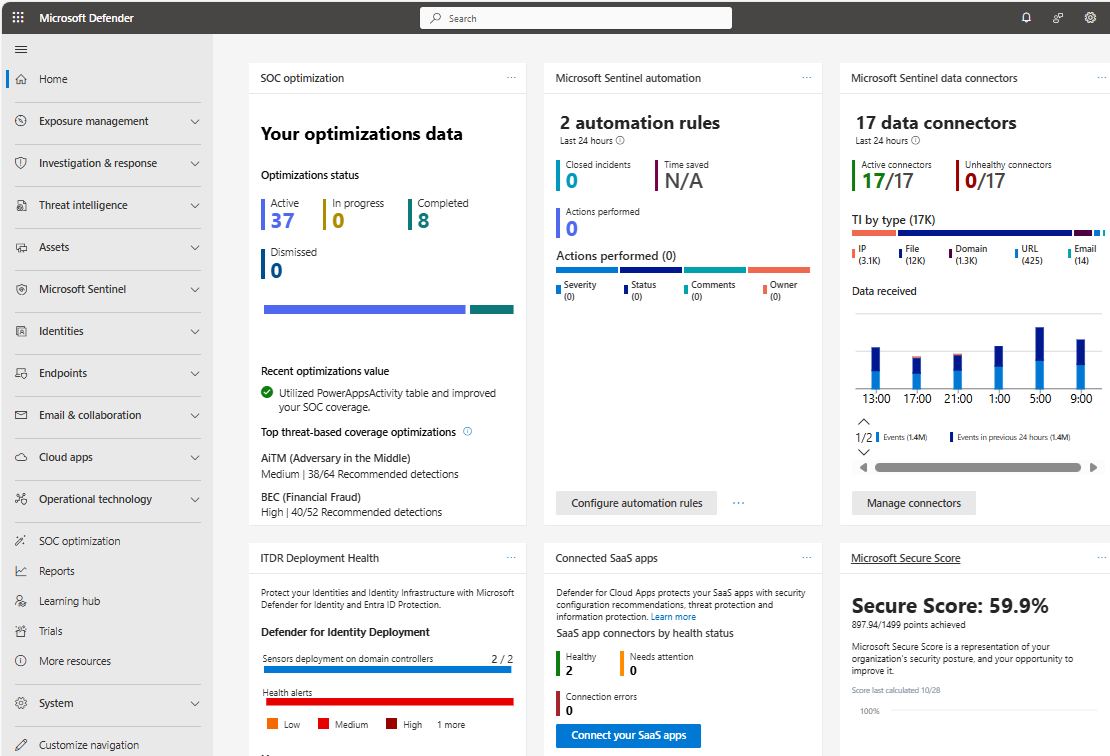 Microsoft Defender
Search
Home
Exposure management
Investigation & response
Threat intelligence
Assets
Microsoft Sentinel
Identities
Endpoints
Email & collaboration
Cloud apps
Operational technology
SOC optimization
Reports
Learning hub
Trials
More resources
System
Customize navigation
SOC optimization
Your optimizations data
Optimizations status
Active
37
In progress
0
Completed
8
Dismissed
0
Recent optimizations value
Utilized PowerAppsActivity table and improved
your SOC coverage.
Top threat-based coverage optimizations
AiTM (Adversary in the Middle)
Medium | 38/64 Recommended detections
BEC (Financial Fraud)
High | 40/52 Recommended detections
Microsoft Sentinel automation
2 automation rules
Last 24 hours
Closed incidents
0
Time saved
N/A
Actions performed
0
Actions performed (0)
Severity
(0)
Status
(0)
Comments
(0)
Owner
(0)
Configure automation rules
Microsoft Sentinel data connectors
17 data connectors
Last 24 hours
Active connectors
17/17
Unhealthy connectors
0/17
TI by type (17K)
IP
(3.1K)
File
(12K)
Domain
(1.3K)
URL
(425)
Email
(14)
Data received
13:00 17:00 21:00 1:00 5:00 9:00
1/2
Events (1.4M)
Events in previous 24 hours (1.4M)
Manage connectors
ITDR Deployment Health
Protect your Identities and Identity Infrastructure with Microsoft
Defender for Identity and Entra ID Protection.
Defender for Identity Deployment
Sensors deployment on domain controllers 2 / 2
Health alerts
Low Medium High 1 more
Connected SaaS apps
Defender for Cloud Apps protects your SaaS apps with security
configuration recommendations, threat protection and
information protection. Learn more
SaaS app connectors by health status
Healthy
2
Needs attention
0
Connection errors
0
Connect your SaaS apps
Microsoft Secure Score
Secure Score: 59.9%
897.94/1499 points achieved
Microsoft Secure Score is a representation of your
organization's security posture, and your opportunity to
improve it.
Score last calculated 10/28
100%